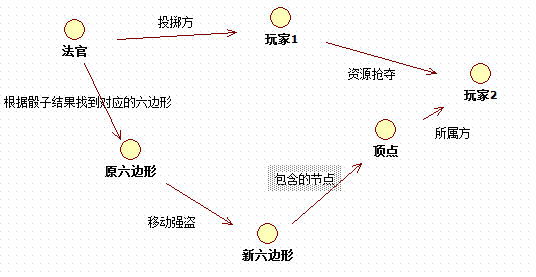 投掷方
法官
玩家1
资源抢夺
玩家2
根据骰子结果找到对应的六边形
所属方
顶点
原六边形
包含的节点
移动强盗
新六边形